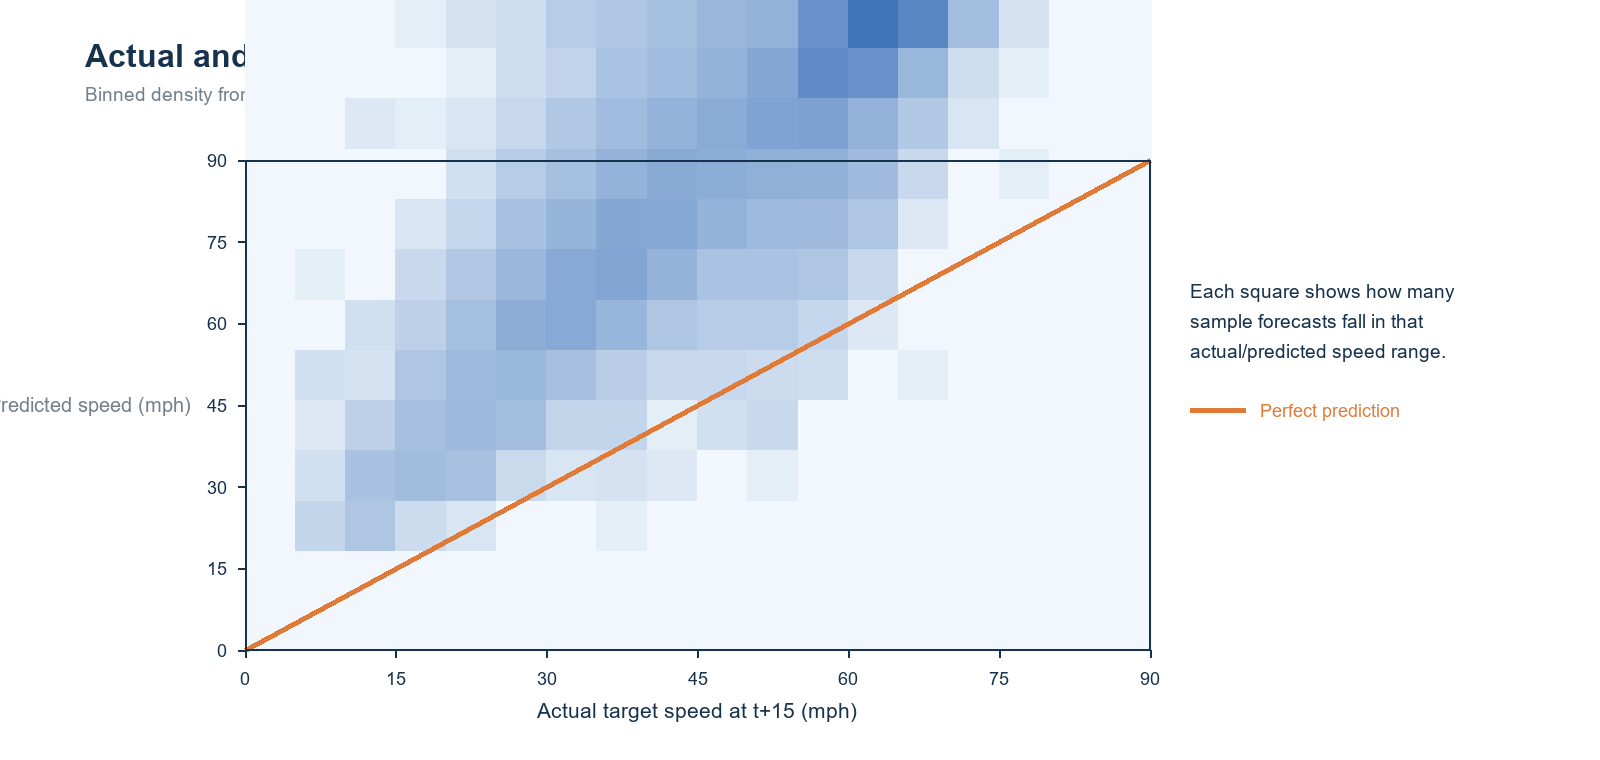 Actual and
Binned density
90
75
60
45
30
15
0
Predicted speed (mph)
0 15 30 45 60 75 90
Actual target speed at t+15 (mph)
Each square shows how many
sample forecasts fall in that
actual/predicted speed range.
Perfect prediction